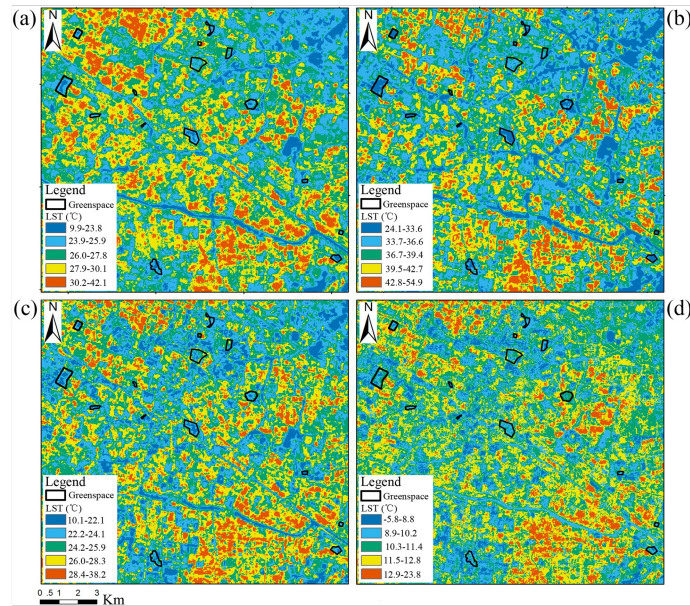 (a)
N
Legend
Greenspace
LST (℃)
9.9-23.8
23.9-25.9
26.0-27.8
27.9-30.1
30.2-42.1
(b)
N
Legend
Greenspace
LST (℃)
24.1-33.6
33.7-36.6
36.7-39.4
39.5-42.7
42.8-54.9
(c)
N
Legend
Greenspace
LST (℃)
10.1-22.1
22.2-24.1
24.2-25.9
26.0-28.3
28.4-38.2
(d)
N
Legend
Greenspace
LST (℃)
-5.8-8.8
8.9-10.2
10.3-11.4
11.5-12.8
12.9-23.8
0 .5 1 2 3 Km